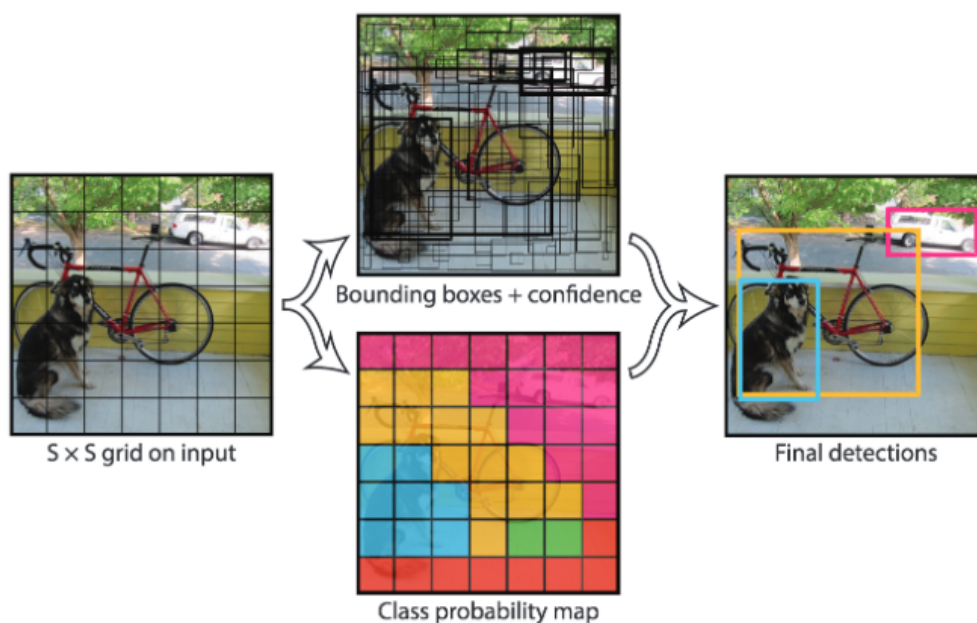 S × S grid on input
Bounding boxes + confidence
Class probability map
Final detections